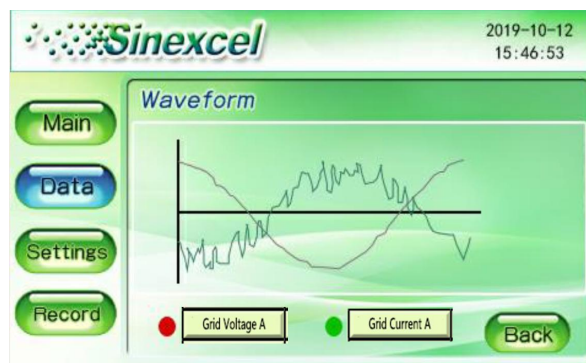 Sinexcel
2019-10-12
15:46:53
Waveform
Main
Data
Settings
Record
Grid Voltage A
Grid Current A
Back